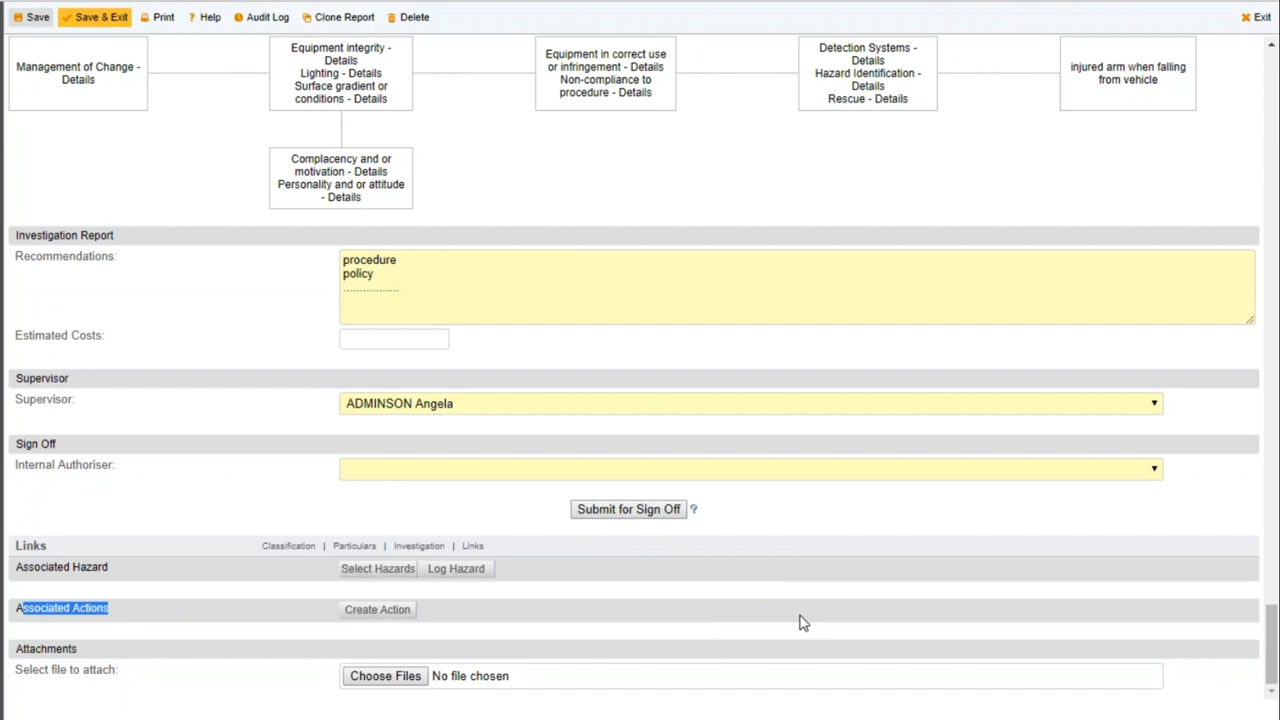 Save
Save & Exit
Print
? Help
Audit Log
Clone Report
Delete
Exit
Management of Change -
Details
Equipment integrity -
Details
Lighting - Details
Surface gradient or
conditions - Details
Equipment in correct use
or infringement - Details
Non-compliance to
procedure - Details
Detection Systems -
Details
Hazard Identification -
Details
Rescue - Details
injured arm when falling
from vehicle
Complacency and or
motivation - Details
Personality and or attitude
- Details
Investigation Report
Recommendations:
procedure
policy
.................
Estimated Costs:
Supervisor
Supervisor:
ADMINSON Angela
Sign Off
Internal Authoriser:
Submit for Sign Off ?
Links
Classification | Particulars | Investigation | Links
Associated Hazard
Select Hazards
Log Hazard
Associated Actions
Create Action
Attachments
Select file to attach:
Choose Files
No file chosen